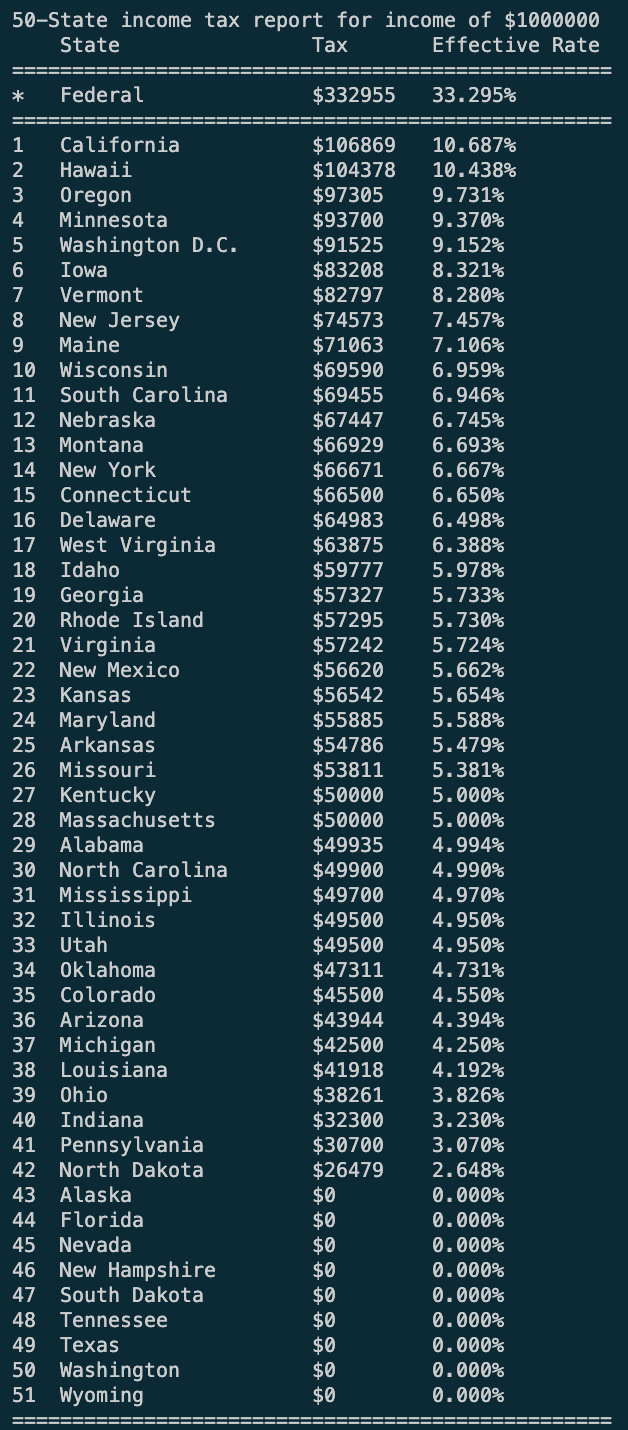 50-State income tax report for income of $1000000
    State                Tax       Effective Rate
==================================================
*   Federal              $332955   33.295%
==================================================
1   California           $106869   10.687%
2   Hawaii               $104378   10.438%
3   Oregon               $97305    9.731%
4   Minnesota            $93700    9.370%
5   Washington D.C.      $91525    9.152%
6   Iowa                 $83208    8.321%
7   Vermont              $82797    8.280%
8   New Jersey           $74573    7.457%
9   Maine                $71063    7.106%
10  Wisconsin            $69590    6.959%
11  South Carolina       $69455    6.946%
12  Nebraska             $67447    6.745%
13  Montana              $66929    6.693%
14  New York             $66671    6.667%
15  Connecticut          $66500    6.650%
16  Delaware             $64983    6.498%
17  West Virginia        $63875    6.388%
18  Idaho                $59777    5.978%
19  Georgia              $57327    5.733%
20  Rhode Island         $57295    5.730%
21  Virginia             $57242    5.724%
22  New Mexico           $56620    5.662%
23  Kansas               $56542    5.654%
24  Maryland             $55885    5.588%
25  Arkansas             $54786    5.479%
26  Missouri             $53811    5.381%
27  Kentucky             $50000    5.000%
28  Massachusetts        $50000    5.000%
29  Alabama              $49935    4.994%
30  North Carolina       $49900    4.990%
31  Mississippi          $49700    4.970%
32  Illinois             $49500    4.950%
33  Utah                 $49500    4.950%
34  Oklahoma             $47311    4.731%
35  Colorado             $45500    4.550%
36  Arizona              $43944    4.394%
37  Michigan             $42500    4.250%
38  Louisiana            $41918    4.192%
39  Ohio                 $38261    3.826%
40  Indiana              $32300    3.230%
41  Pennsylvania         $30700    3.070%
42  North Dakota         $26479    2.648%
43  Alaska               $0        0.000%
44  Florida              $0        0.000%
45  Nevada               $0        0.000%
46  New Hampshire        $0        0.000%
47  South Dakota         $0        0.000%
48  Tennessee            $0        0.000%
49  Texas                $0        0.000%
50  Washington           $0        0.000%
51  Wyoming              $0        0.000%
==================================================